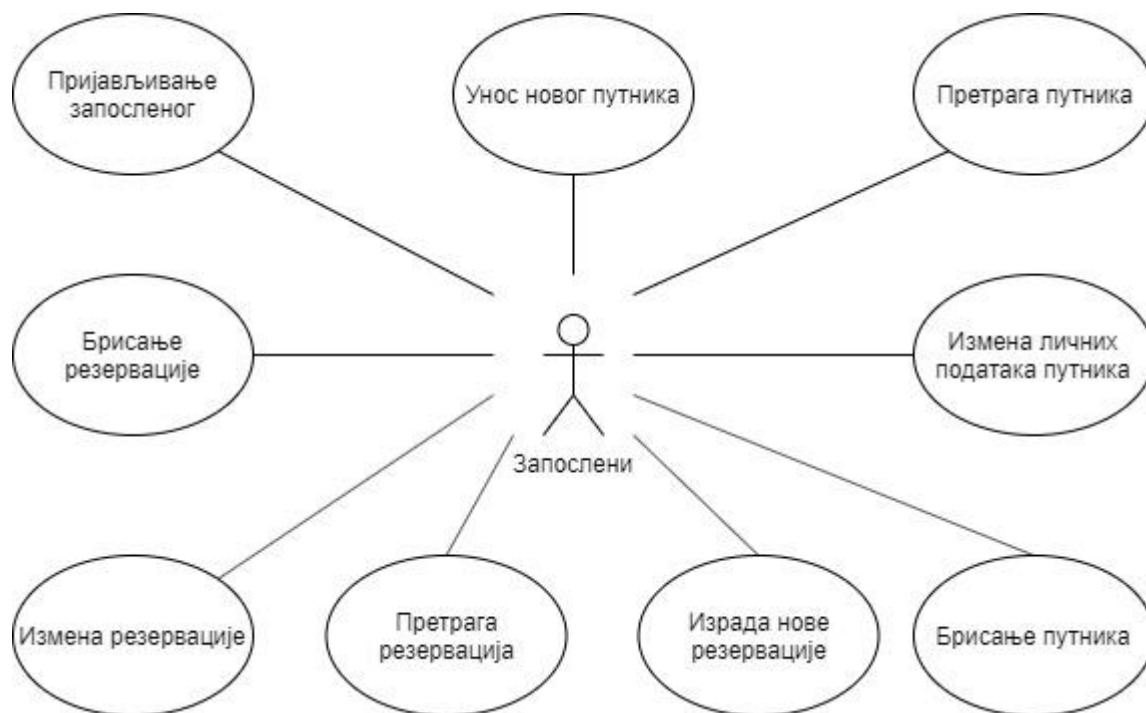 Пријављивање
запосленог
Унос новог путника
Претрага путника
Брисање
резервације
Измена личних
података путника
Запослени
Измена резервације
Претрага
резервација
Израда нове
резервације
Брисање путника